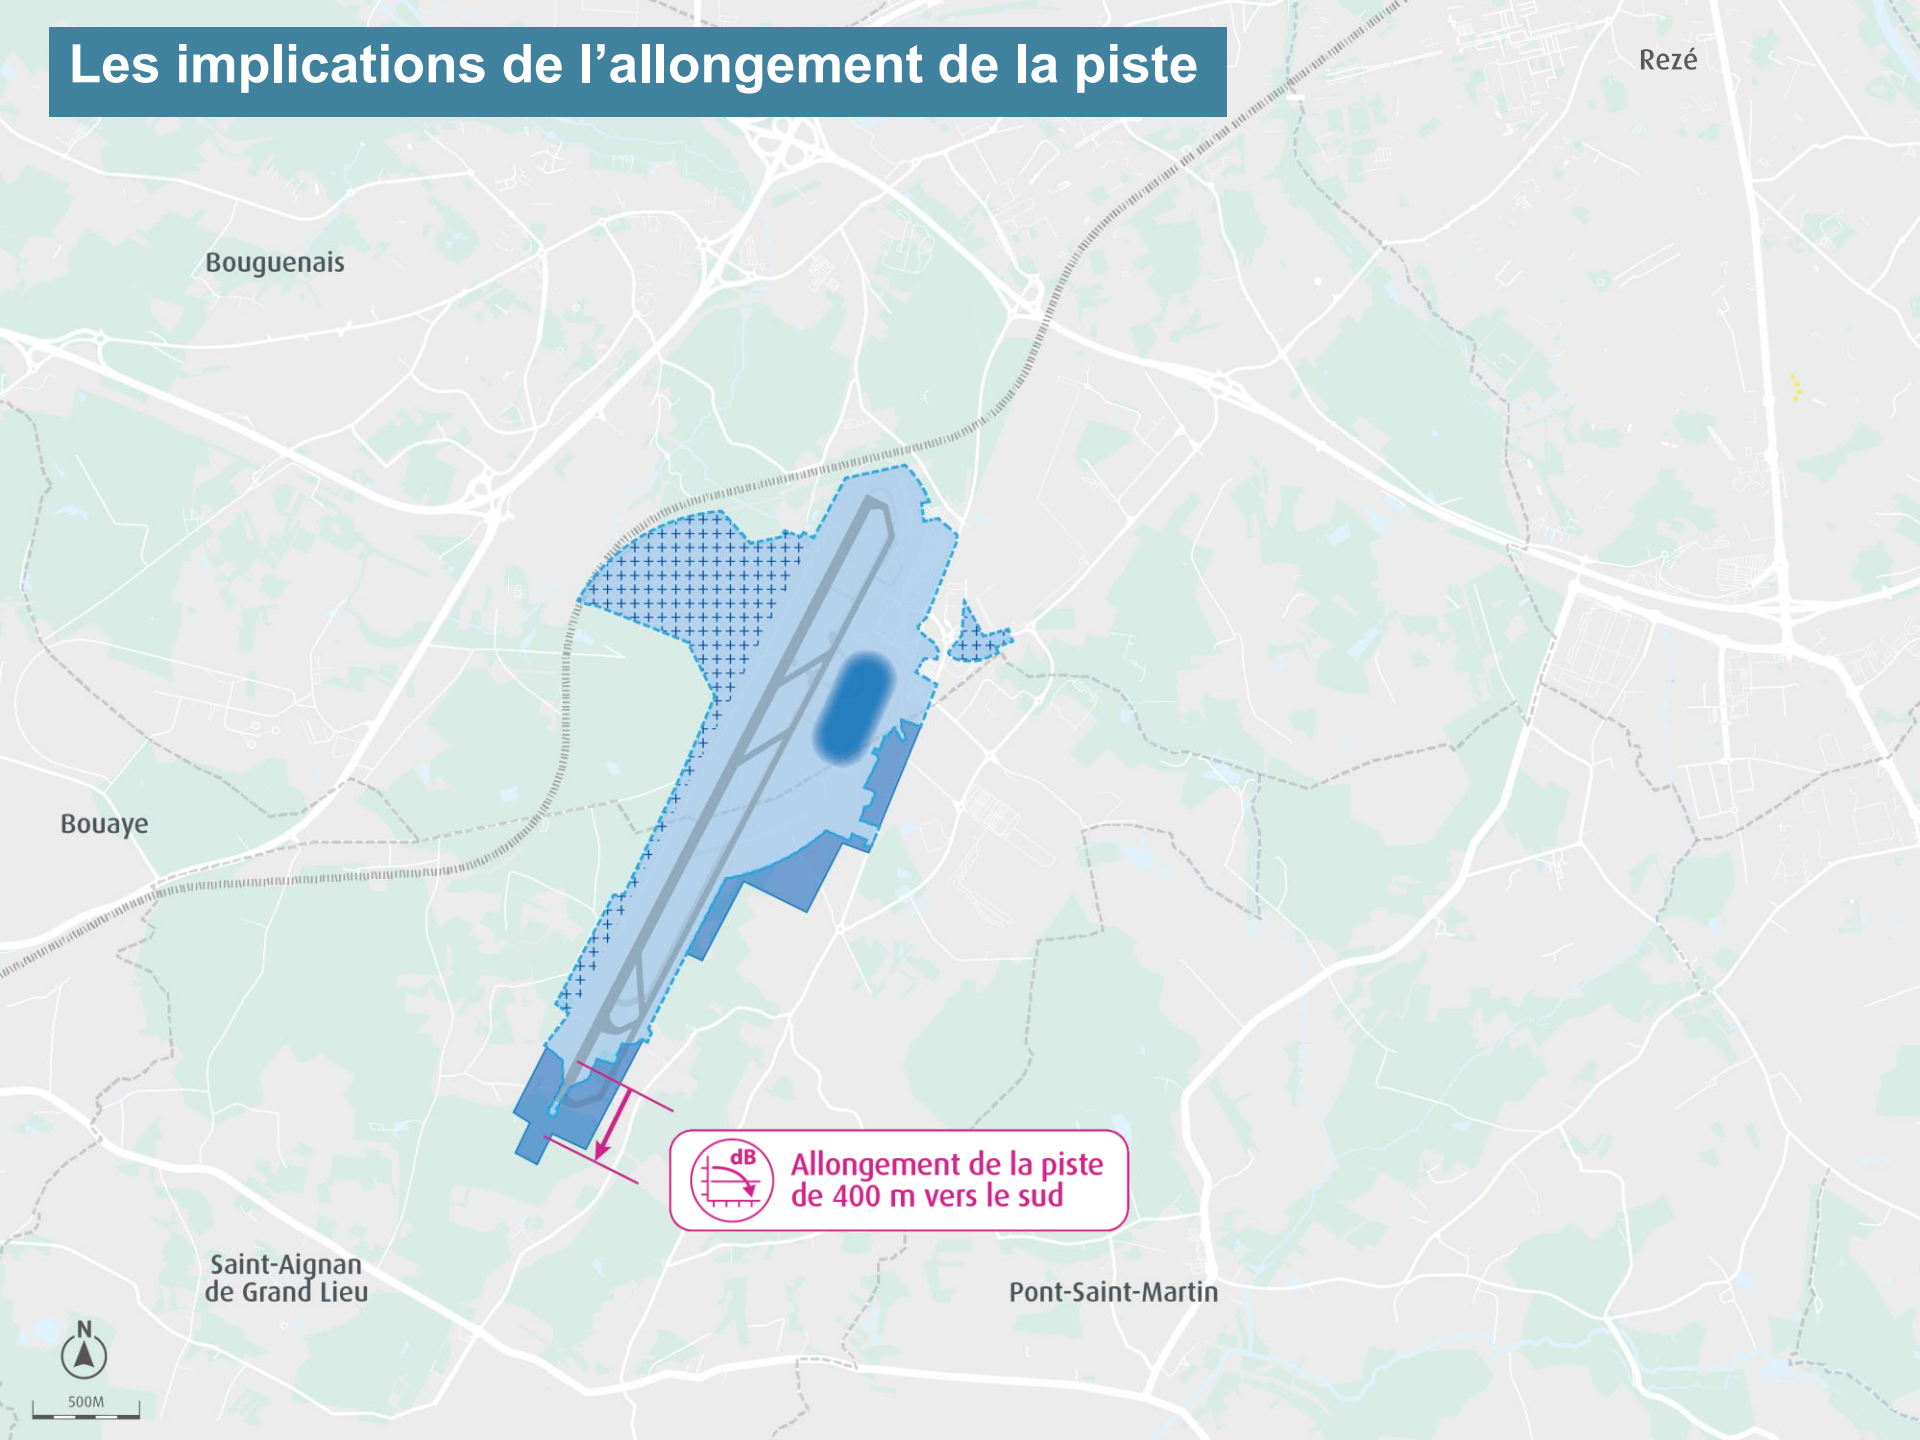 Les implications de l’allongement de la piste
Rezé
Bouguenais
Bouaye
dB
Allongement de la piste
de 400 m vers le sud
Saint-Aignan
de Grand Lieu
Pont-Saint-Martin
N
500M